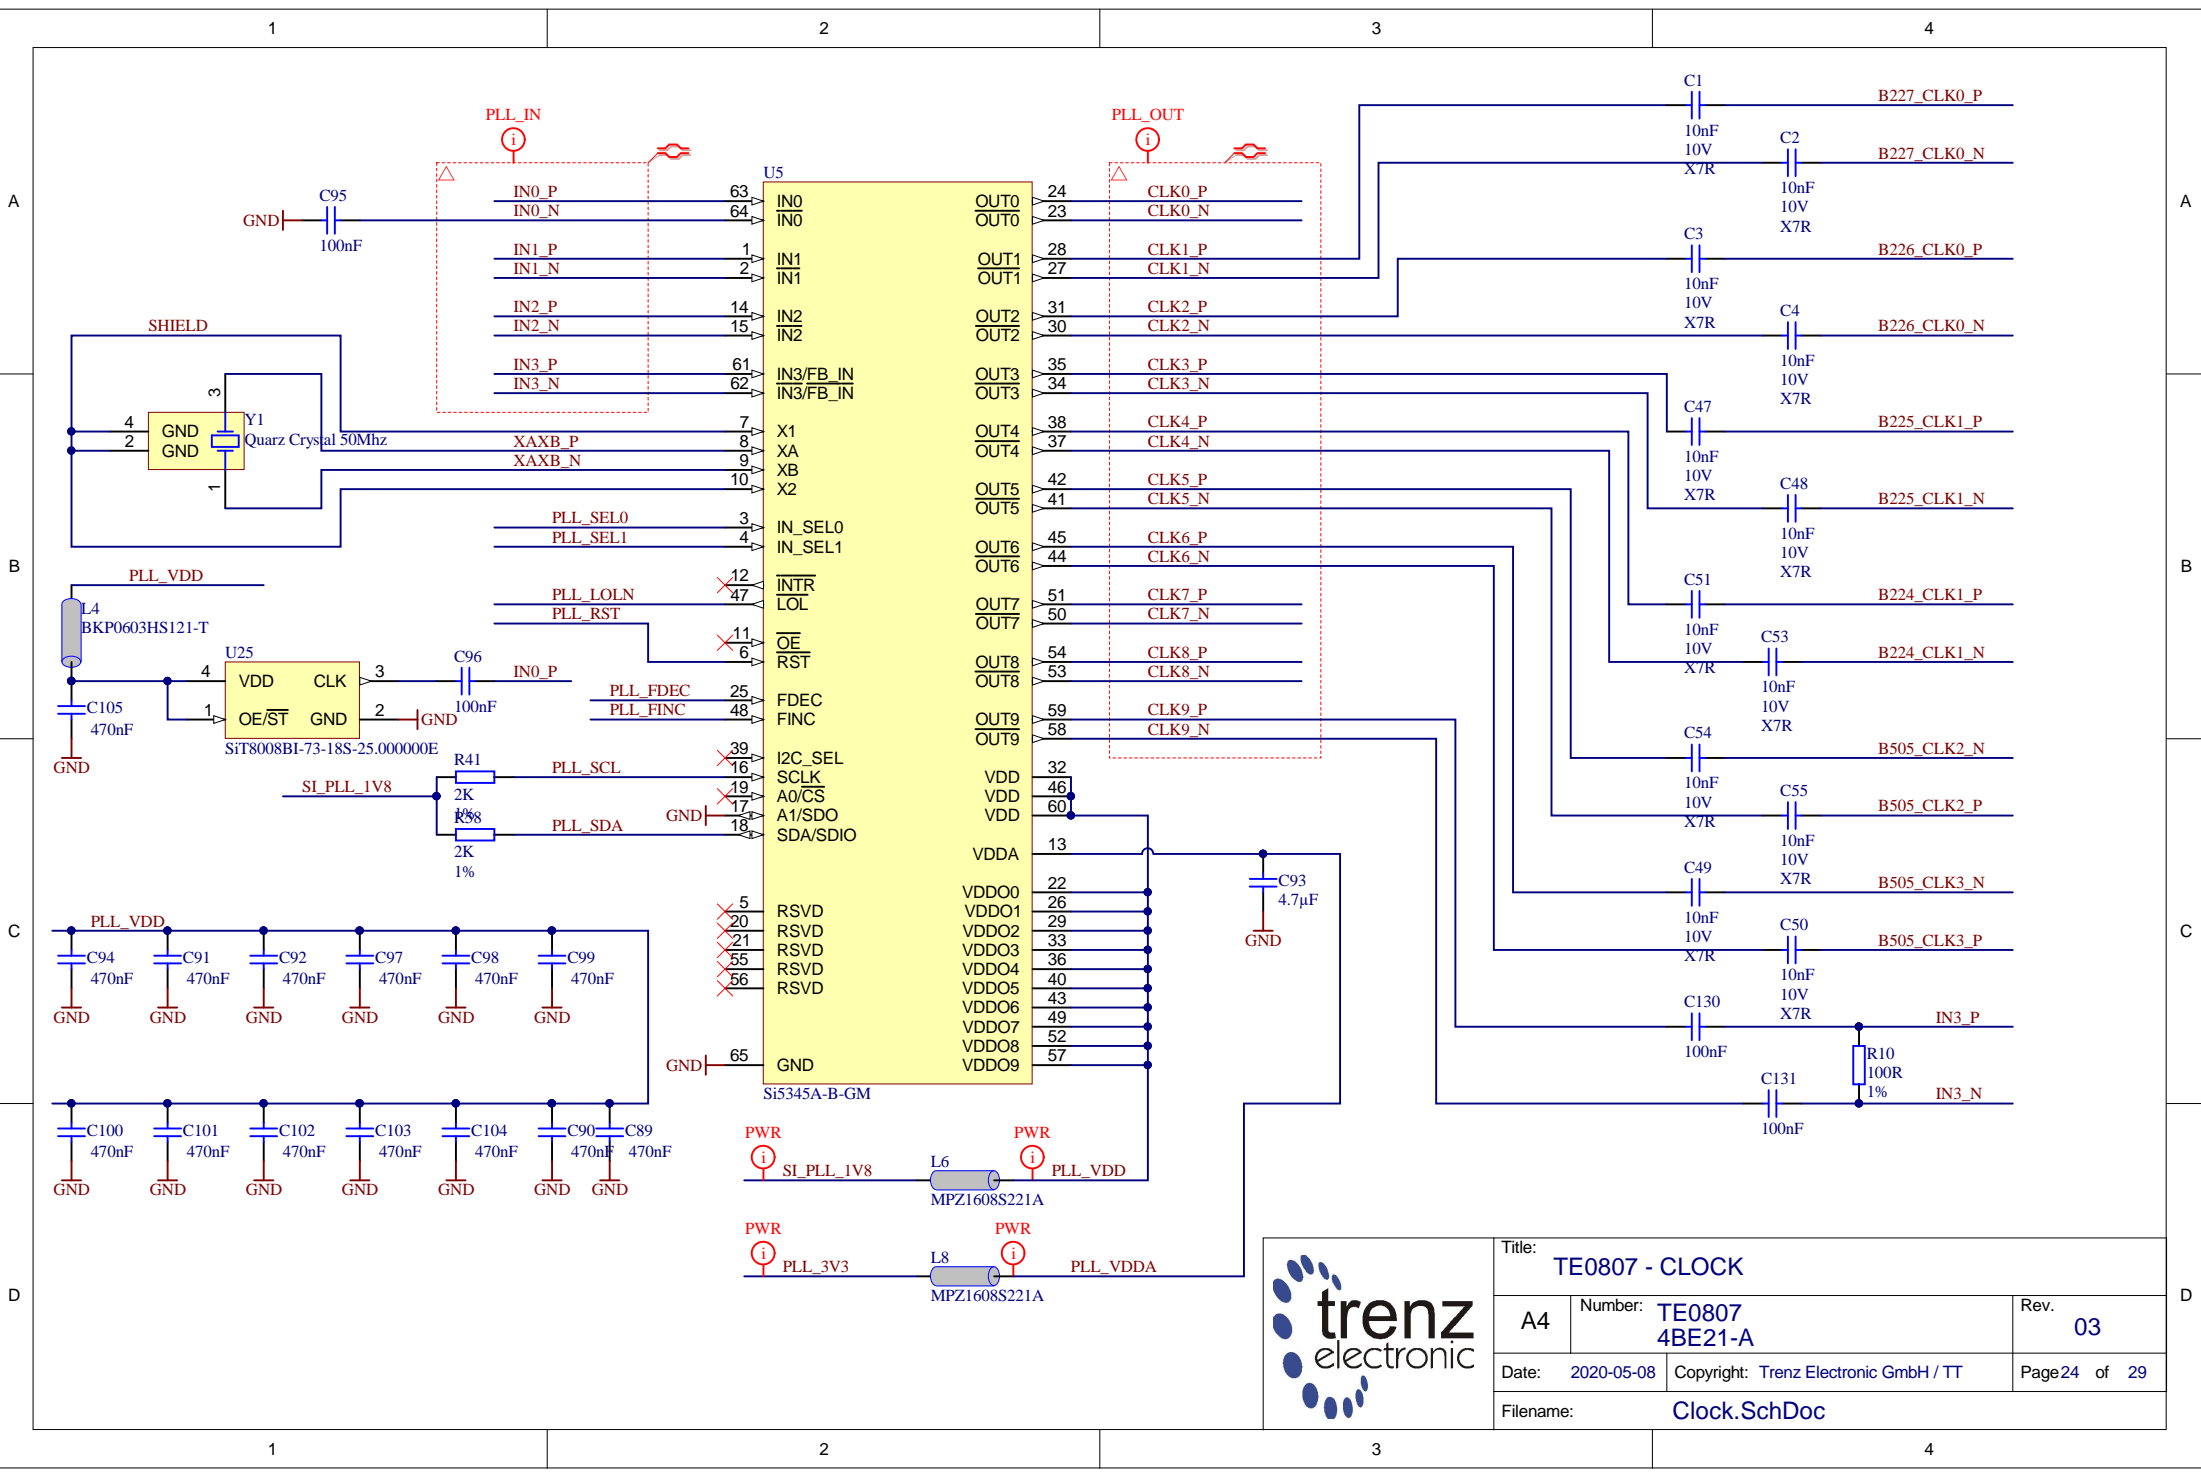 1 2 3 4
A A
B B
C C
D D
1 2 3 4
PLL_IN
PLL_OUT
C95
GND
100nF
IN0_P
IN0_N
IN1_P
IN1_N
IN2_P
IN2_N
IN3_P
IN3_N
SHIELD
3
4 GND
2 GND
1
Y1
Quarz Crystal 50Mhz
XAXB_P
XAXB_N
PLL_SEL0
PLL_SEL1
PLL_LOLN
PLL_RST
PLL_FDEC
PLL_FINC
PLL_VDD
L4
BKP0603HS121-T
C105
470nF
GND
U25
4 VDD CLK 3
1 OE/ST GND 2
GND
SiT8008BI-73-18S-25.000000E
C96
100nF
IN0_P
SI_PLL_1V8
R41
2K
1%
R58
2K
1%
PLL_SCL
PLL_SDA
GND
U5
63 IN0
64 IN0
1 IN1
2 IN1
14 IN2
15 IN2
61 IN3/FB_IN
62 IN3/FB_IN
7 X1
8 XA
9 XB
10 X2
3 IN_SEL0
4 IN_SEL1
12 INTR
47 LOL
11 OE
6 RST
25 FDEC
48 FINC
39 I2C_SEL
16 SCLK
19 A0/CS
17 A1/SDO
18 SDA/SDIO
5 RSVD
20 RSVD
21 RSVD
55 RSVD
56 RSVD
GND 65 GND
Si5345A-B-GM
OUT0 24 CLK0_P
OUT0 23 CLK0_N
OUT1 28 CLK1_P
OUT1 27 CLK1_N
OUT2 31 CLK2_P
OUT2 30 CLK2_N
OUT3 35 CLK3_P
OUT3 34 CLK3_N
OUT4 38 CLK4_P
OUT4 37 CLK4_N
OUT5 42 CLK5_P
OUT5 41 CLK5_N
OUT6 45 CLK6_P
OUT6 44 CLK6_N
OUT7 51 CLK7_P
OUT7 50 CLK7_N
OUT8 54 CLK8_P
OUT8 53 CLK8_N
OUT9 59 CLK9_P
OUT9 58 CLK9_N
VDD 32
VDD 46
VDD 60
VDDA 13
VDDO0 22
VDDO1 26
VDDO2 29
VDDO3 33
VDDO4 36
VDDO5 40
VDDO6 43
VDDO7 49
VDDO8 52
VDDO9 57
C93
4.7µF
GND
C1
10nF
10V
X7R
B227_CLK0_P
C2
10nF
10V
X7R
B227_CLK0_N
C3
10nF
10V
X7R
B226_CLK0_P
C4
10nF
10V
X7R
B226_CLK0_N
C47
10nF
10V
X7R
B225_CLK1_P
C48
10nF
10V
X7R
B225_CLK1_N
C51
10nF
10V
X7R
B224_CLK1_P
C53
10nF
10V
X7R
B224_CLK1_N
C54
10nF
10V
X7R
B505_CLK2_N
C55
10nF
10V
X7R
B505_CLK2_P
C49
10nF
10V
X7R
B505_CLK3_N
C50
10nF
10V
X7R
B505_CLK3_P
C130
100nF
IN3_P
R10
100R
1%
C131
100nF
IN3_N
PLL_VDD
C94 C91 C92 C97 C98 C99
470nF 470nF 470nF 470nF 470nF 470nF
GND GND GND GND GND GND
C100 C101 C102 C103 C104 C90 C89
470nF 470nF 470nF 470nF 470nF 470nF 470nF
GND GND GND GND GND GND GND
PWR PWR
SI_PLL_1V8 L6 PLL_VDD
MPZ1608S221A
PWR PWR
PLL_3V3 L8 PLL_VDDA
MPZ1608S221A
trenz
electronic
Title:
TE0807 - CLOCK
A4
Number: TE0807
4BE21-A
Rev.
03
Date: 2020-05-08
Copyright: Trenz Electronic GmbH / TT
Page 24 of 29
Filename: Clock.SchDoc